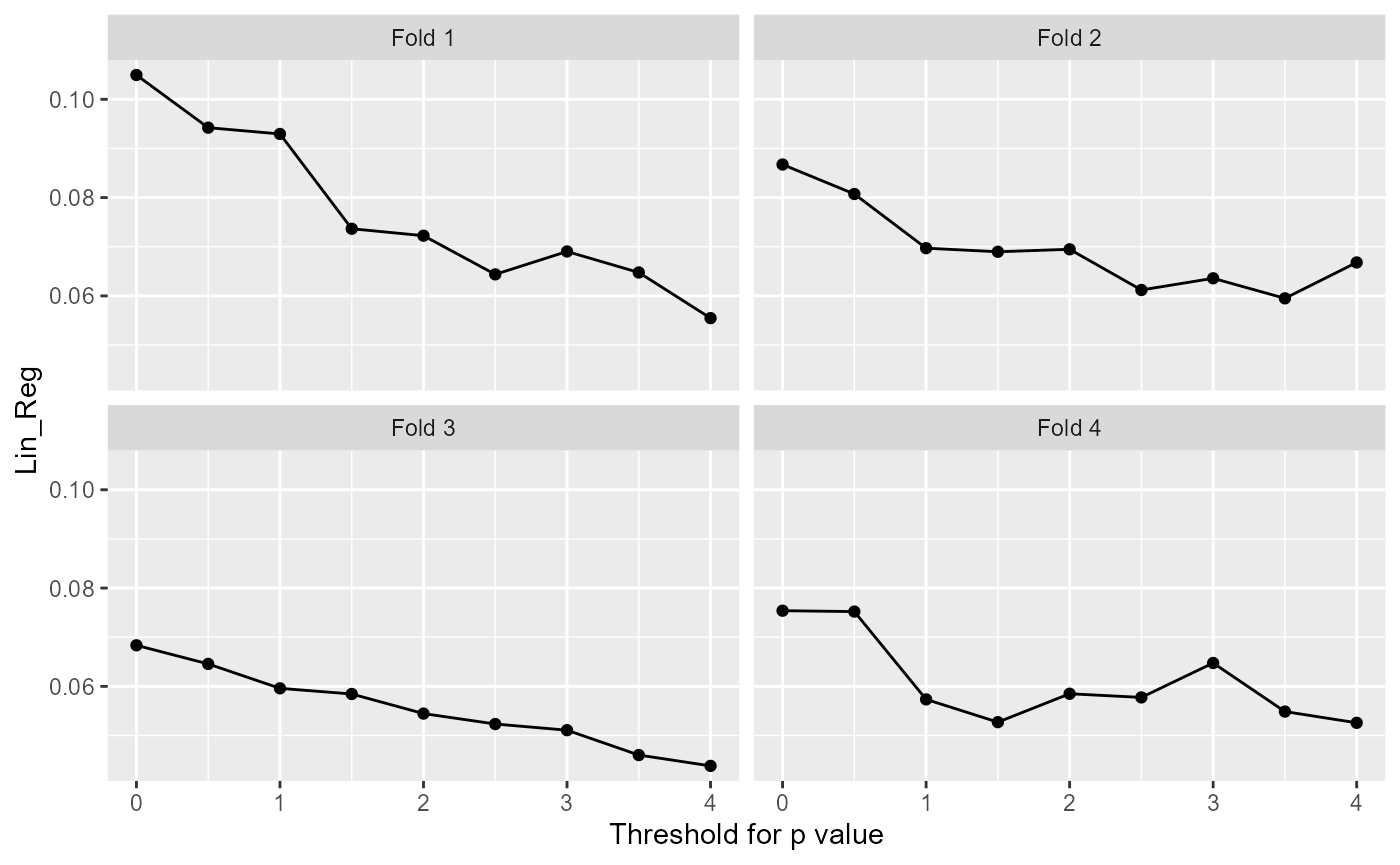 Fold 1
Fold 2
0.10
0.08
0.06
Lin_Reg
Fold 3
Fold 4
0.10
0.08
0.06
0 1 2 3 4
0 1 2 3 4
Threshold for p value